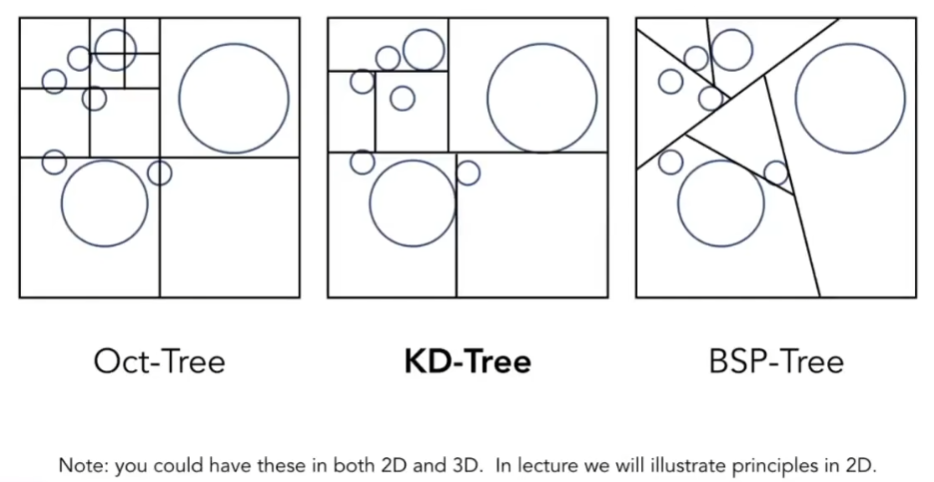 Oct-Tree
KD-Tree
BSP-Tree
Note: you could have these in both 2D and 3D. In lecture we will illustrate principles in 2D.